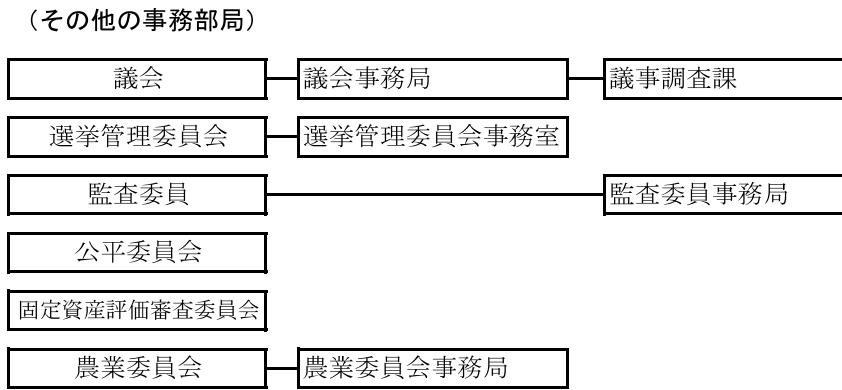 （その他の事務部局）
議会 議会事務局 議事調査課
選挙管理委員会 選挙管理委員会事務室
監査委員 監査委員事務局
公平委員会
固定資産評価審査委員会
農業委員会 農業委員会事務局